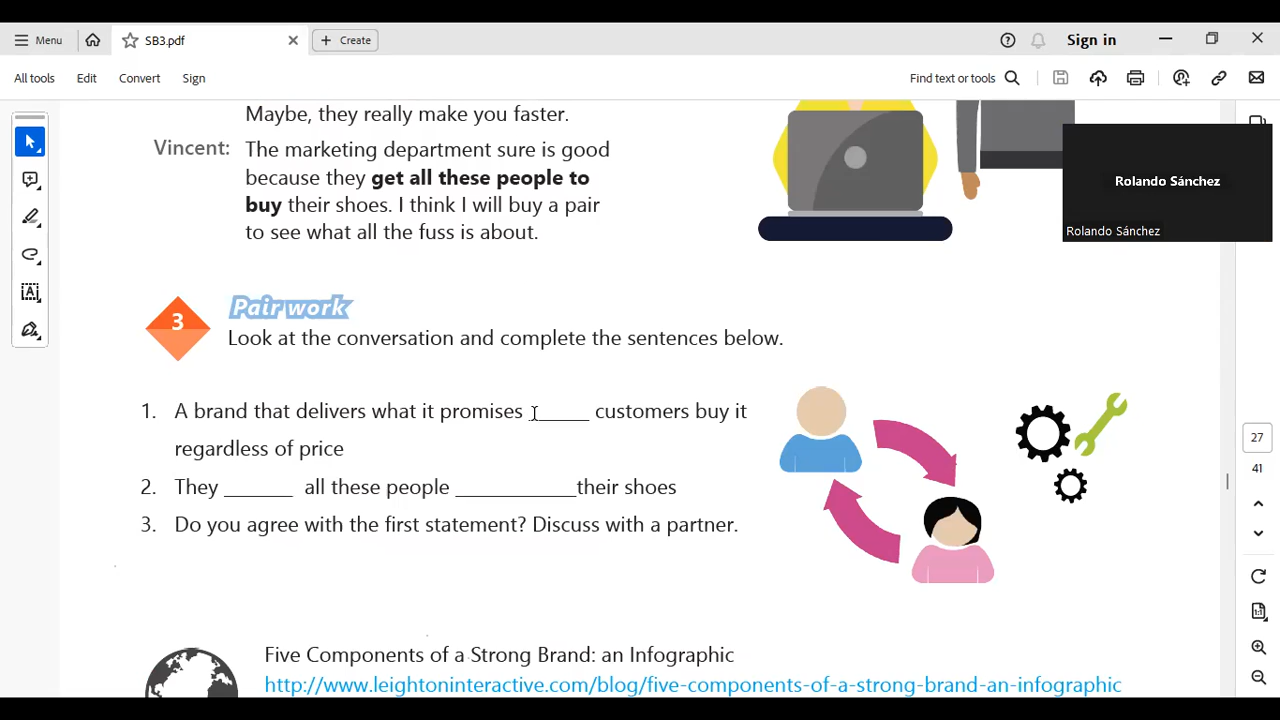 Menu
SB3.pdf
Create
Sign in
All tools
Edit
Convert
Sign
Find text or tools
Maybe, they really make you faster.
Vincent: The marketing department sure is good
because they get all these people to
buy their shoes. I think I will buy a pair
to see what all the fuss is about.
Rolando Sánchez
Rolando Sánchez
3
Pair work
Look at the conversation and complete the sentences below.
1. A brand that delivers what it promises ______ customers buy it
regardless of price
2. They _______ all these people ____________their shoes
3. Do you agree with the first statement? Discuss with a partner.
27
41
Five Components of a Strong Brand: an Infographic
http://www.leightoninteractive.com/blog/five-components-of-a-strong-brand-an-infographic